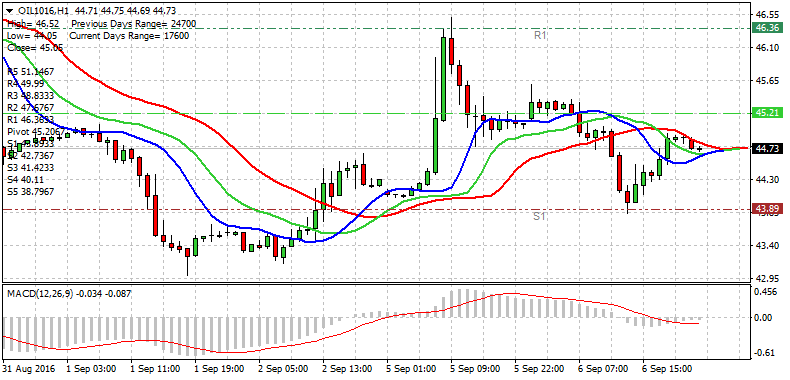 OIL1016,H1 44.71 44.75 44.69 44.73
High= 46.52 Previous Days Range= 24700
Low= 44.05 Current Days Range= 17600
Close= 45.05
R5 51.1467
R4 49.99
R3 48.8333
R2 47.6767
R1 46.3633
Pivot 45.2067
S2 42.7367
S3 41.4233
S4 40.11
S5 38.7967
R1
S1
46.55
46.36
46.10
45.65
45.21
44.73
44.30
43.89
43.40
42.95
MACD(12,26,9) -0.034 -0.087
0.456
0.00
-0.61
31 Aug 2016
1 Sep 03:00
1 Sep 11:00
1 Sep 19:00
2 Sep 05:00
2 Sep 13:00
5 Sep 01:00
5 Sep 09:00
5 Sep 22:00
6 Sep 07:00
6 Sep 15:00